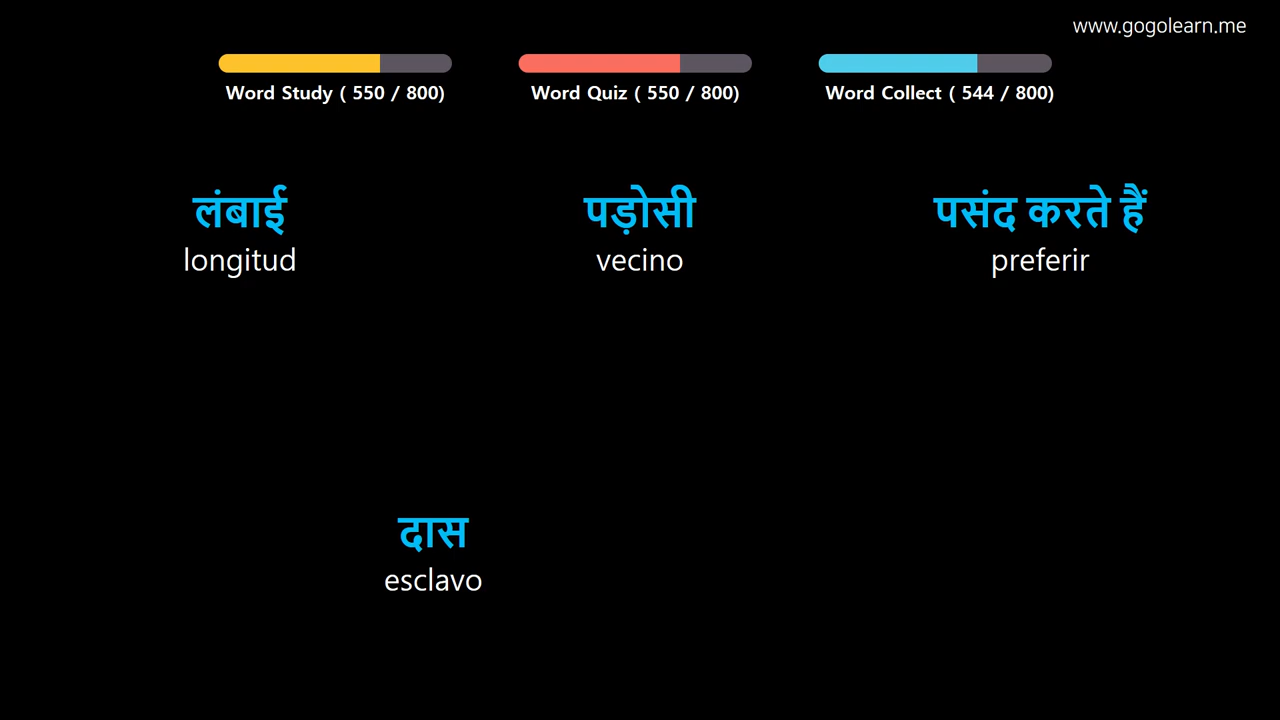 www.gogolearn.me
Word Study ( 550 / 800)
Word Quiz ( 550 / 800)
Word Collect ( 544 / 800)
लंबाई
longitud
पड़ोसी
vecino
पसंद करते हैं
preferir
दास
esclavo